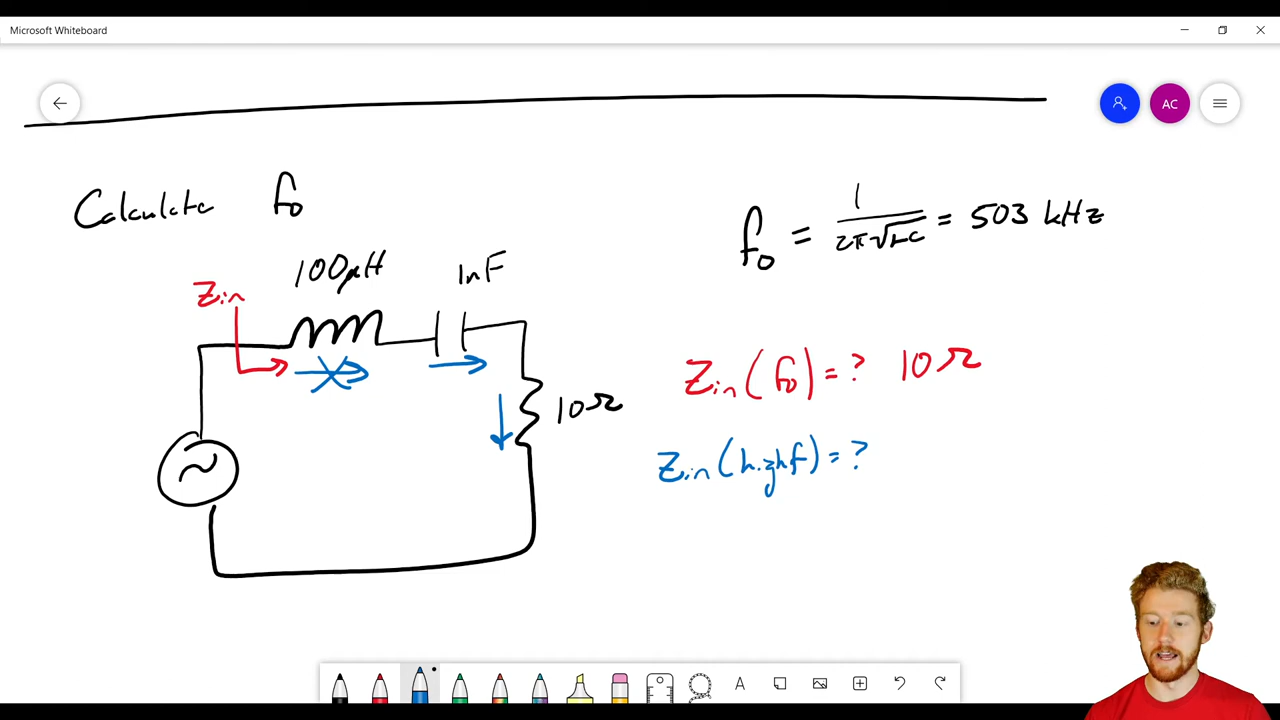 Microsoft Whiteboard
AC
Calculate f₀
f₀ = 1/(2π√LC) = 503 kHz
100μH
1nF
Zin
10Ω
Zin(f₀) = ? 10Ω
Zin(high f) = ?
A